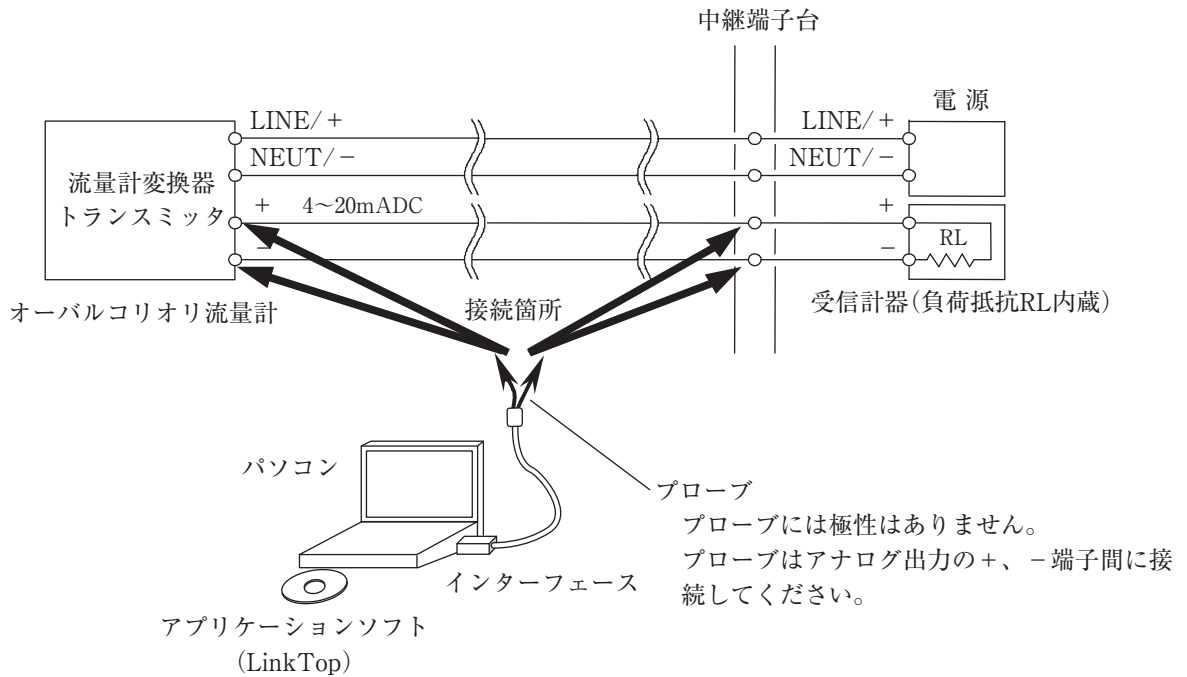 中継端子台
電 源
LINE/+
LINE/+
NEUT/−
NEUT/−
流量計変換器
トランスミッタ
+
4~20mADC
+
−
−
RL
オーバルコリオリ流量計
接続箇所
受信計器(負荷抵抗RL内蔵)
パソコン
プローブ
プローブには極性はありません。
プローブはアナログ出力の+、−端子間に接
続してください。
インターフェース
アプリケーションソフト
(LinkTop)